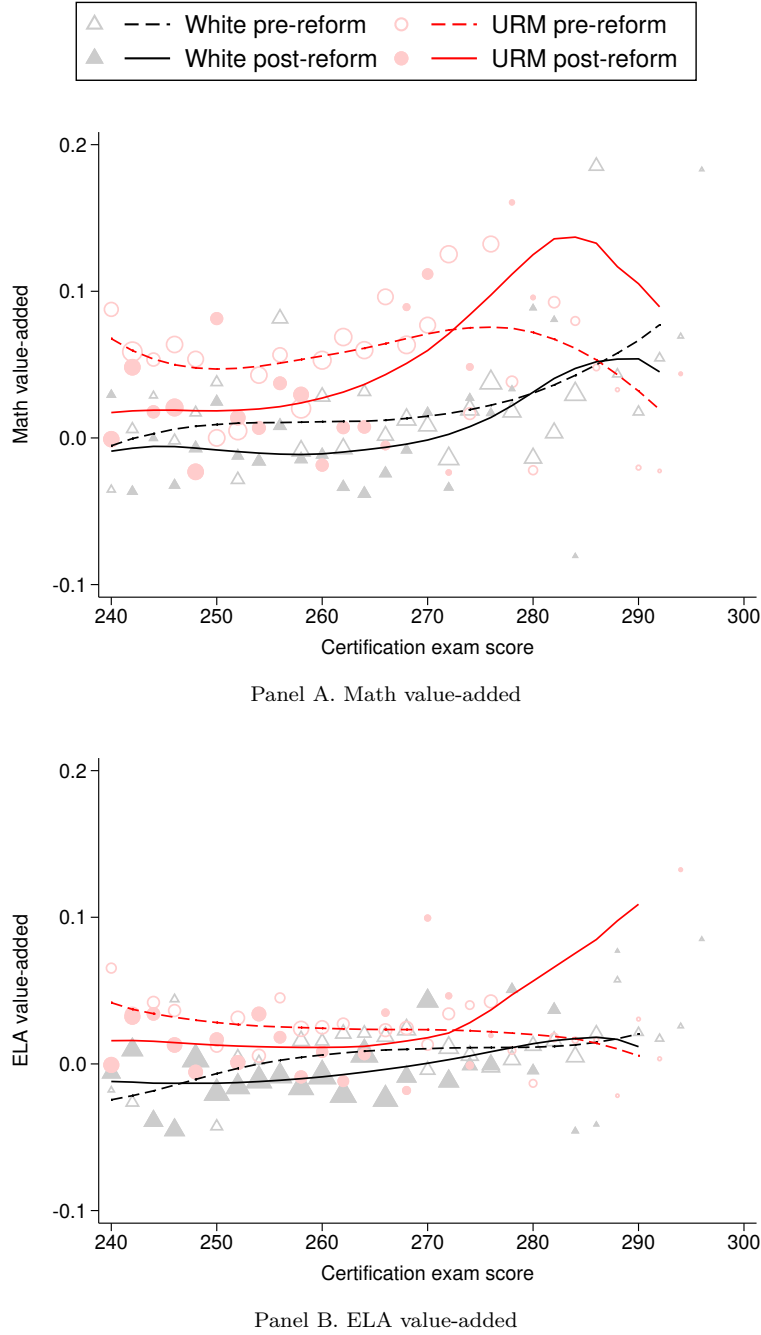 White pre-reform URM pre-reform
White post-reform URM post-reform
0.2
0.1
0.0
-0.1
Math value-added
240 250 260 270 280 290 300
Certification exam score
Panel A. Math value-added
0.2
0.1
0.0
-0.1
ELA value-added
240 250 260 270 280 290 300
Certification exam score
Panel B. ELA value-added